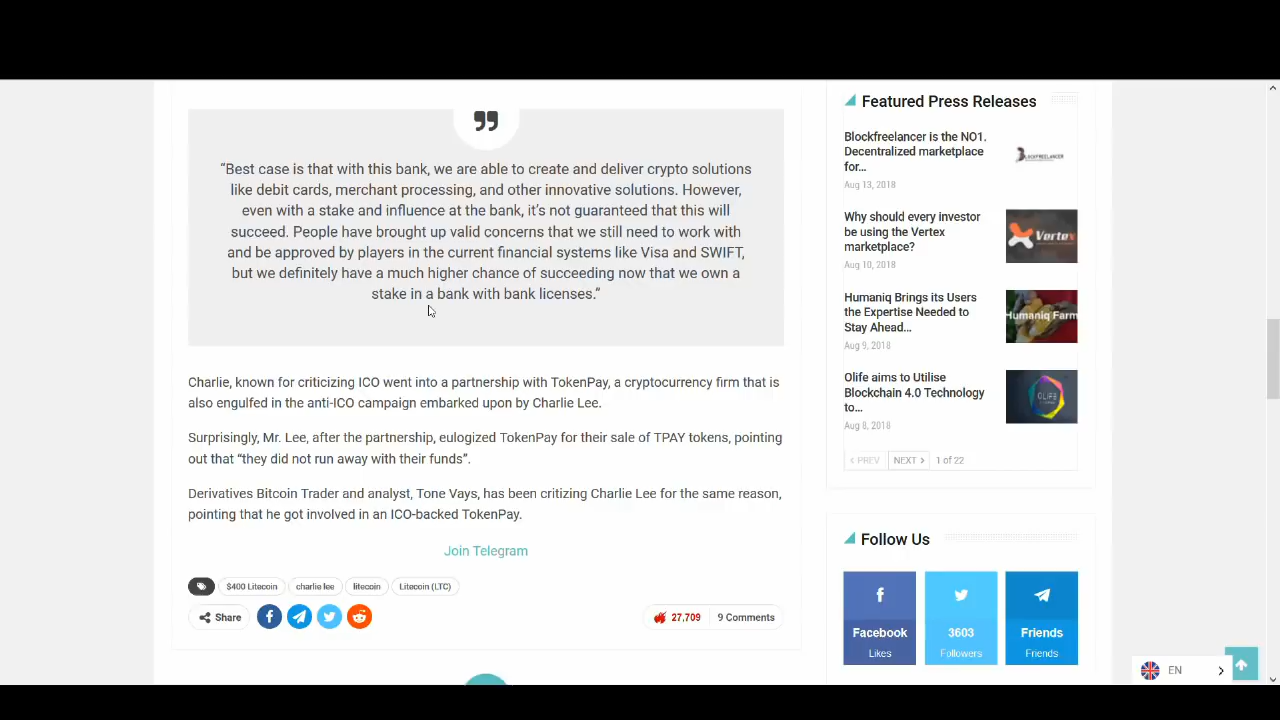 “Best case is that with this bank, we are able to create and deliver crypto solutions
like debit cards, merchant processing, and other innovative solutions. However,
even with a stake and influence at the bank, it’s not guaranteed that this will
succeed. People have brought up valid concerns that we still need to work with
and be approved by players in the current financial systems like Visa and SWIFT,
but we definitely have a much higher chance of succeeding now that we own a
stake in a bank with bank licenses.”
Charlie, known for criticizing ICO went into a partnership with TokenPay, a cryptocurrency firm that is
also engulfed in the anti-ICO campaign embarked upon by Charlie Lee.
Surprisingly, Mr. Lee, after the partnership, eulogized TokenPay for their sale of TPAY tokens, pointing
out that “they did not run away with their funds”.
Derivatives Bitcoin Trader and analyst, Tone Vays, has been critizing Charlie Lee for the same reason,
pointing that he got involved in an ICO-backed TokenPay.
Join Telegram
$400 Litecoin
charlie lee
litecoin
Litecoin (LTC)
Share
27,709
9 Comments
Featured Press Releases
Blockfreelancer is the NO1.
Decentralized marketplace
for...
Aug 13, 2018
BLOCKFREELANCER
Why should every investor
be using the Vertex
marketplace?
Aug 10, 2018
Vertex
Humaniq Brings its Users
the Expertise Needed to
Stay Ahead...
Aug 9, 2018
Humaniq Farm
Olife aims to Utilise
Blockchain 4.0 Technology
to...
Aug 8, 2018
OLIFE
PREV
NEXT
1 of 22
Follow Us
Facebook
Likes
3603
Followers
Friends
Friends
EN